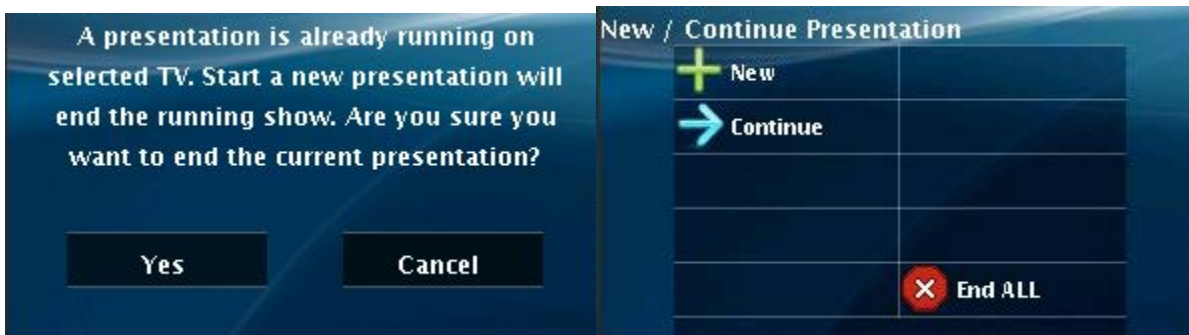 A presentation is already running on
selected TV. Start a new presentation will
end the running show. Are you sure you
want to end the current presentation?
Yes
Cancel
New / Continue Presentation
New
Continue
End ALL